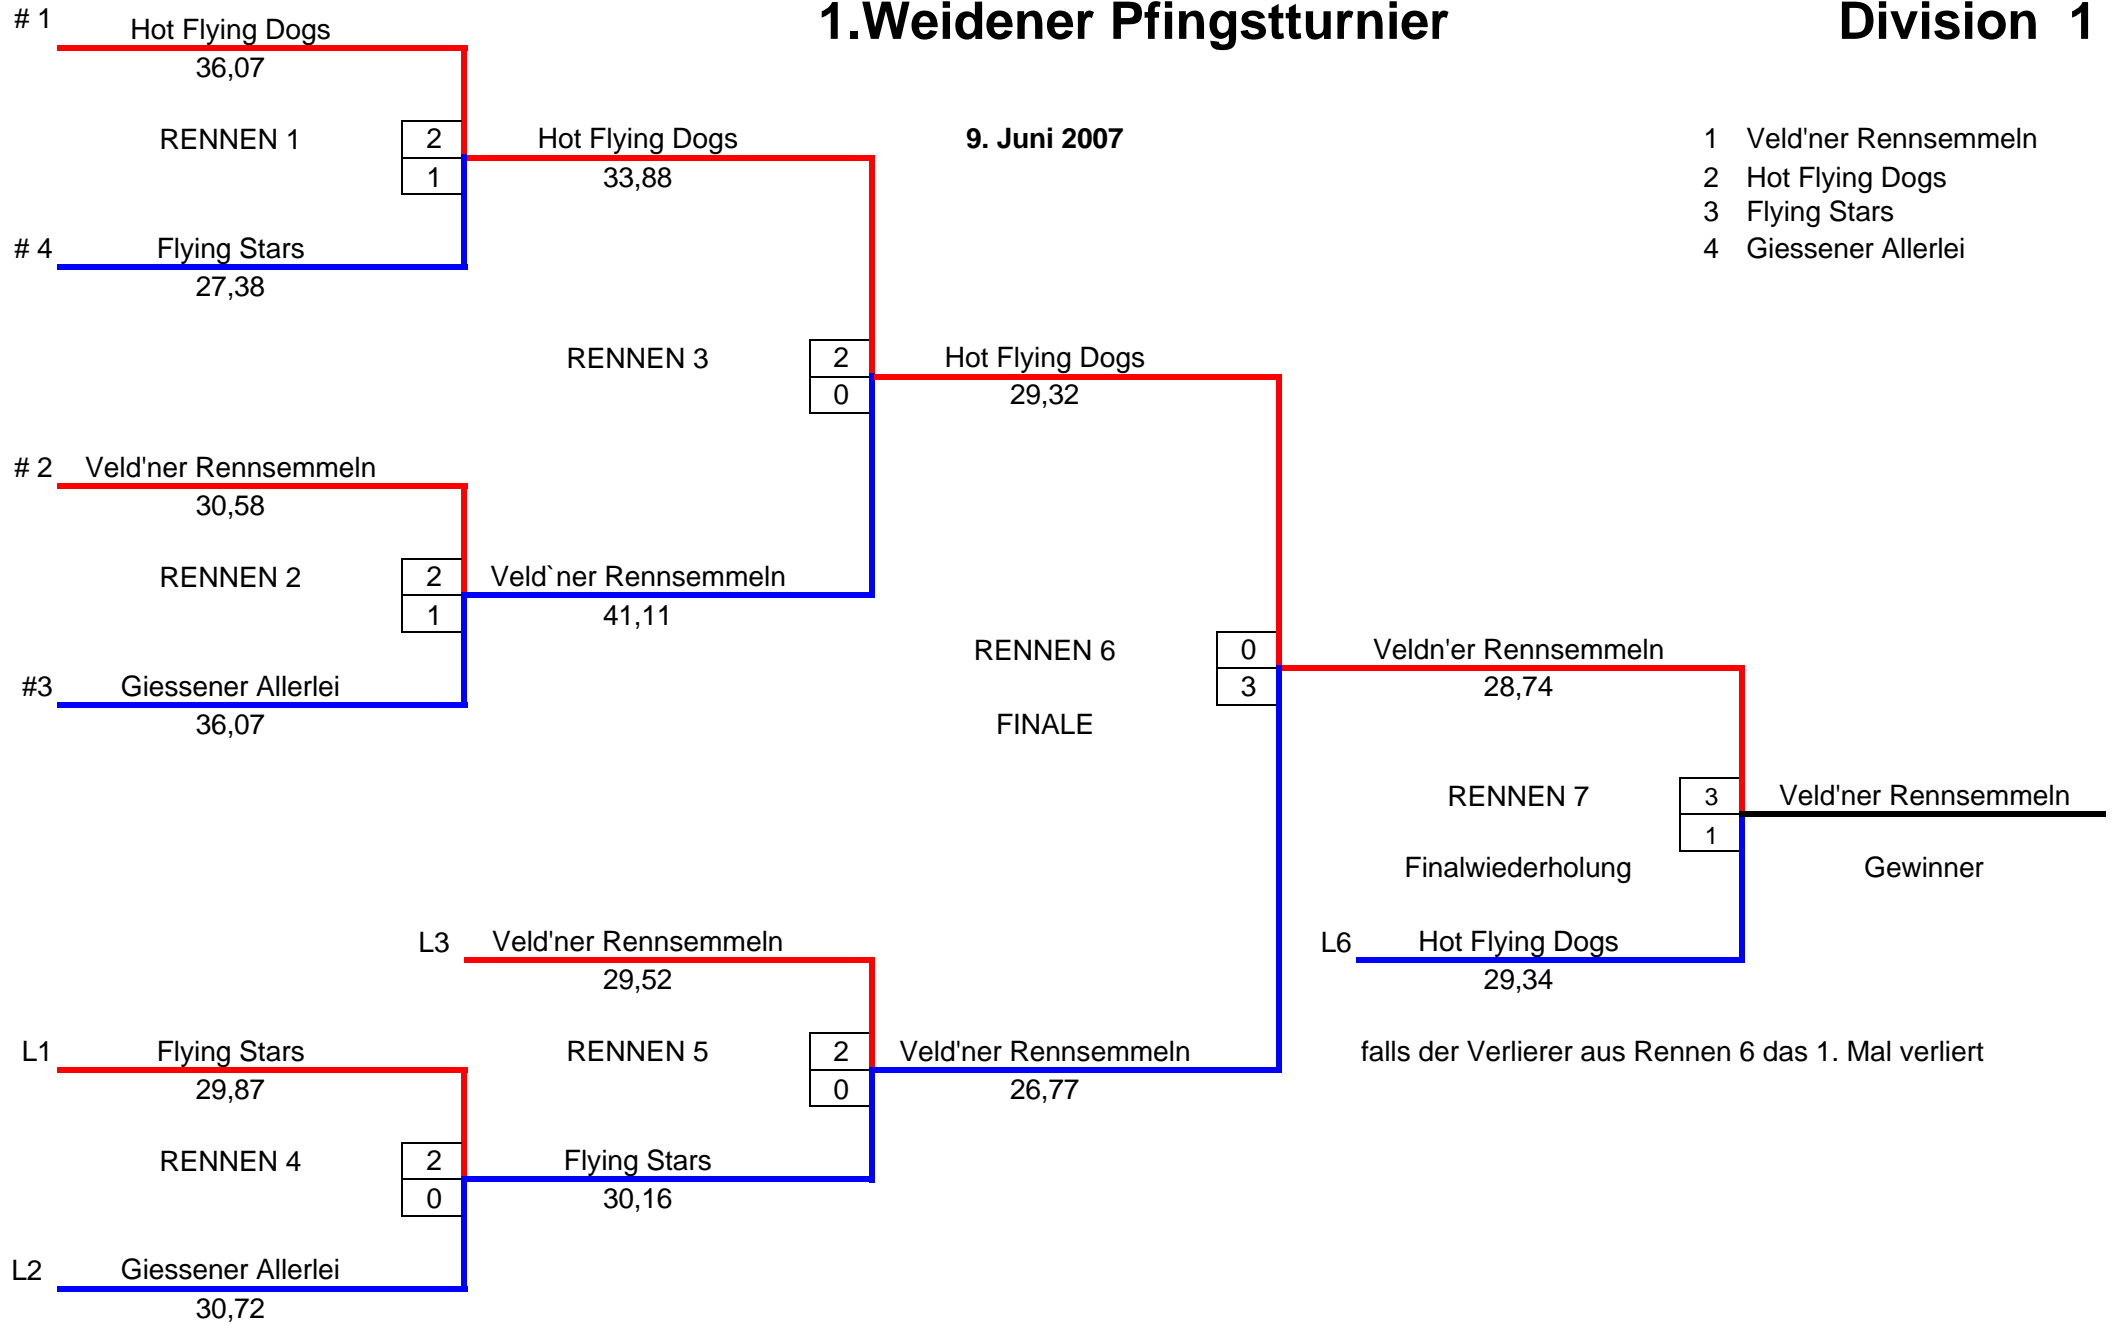 1.Weidener Pfingstturnier
Division 1
# 1
Hot Flying Dogs
36,07
RENNEN 1
2
1
Hot Flying Dogs
33,88
9. Juni 2007
1 Veld'ner Rennsemmeln
2 Hot Flying Dogs
3 Flying Stars
4 Giessener Allerlei
# 4
Flying Stars
27,38
RENNEN 3
2
0
Hot Flying Dogs
29,32
# 2
Veld'ner Rennsemmeln
30,58
RENNEN 2
2
1
Veld`ner Rennsemmeln
41,11
#3
Giessener Allerlei
36,07
RENNEN 6
0
3
FINALE
Veldn'er Rennsemmeln
28,74
RENNEN 7
3
1
Veld'ner Rennsemmeln
Finalwiederholung
Gewinner
L3
Veld'ner Rennsemmeln
29,52
L6
Hot Flying Dogs
29,34
L1
Flying Stars
29,87
RENNEN 5
2
0
Veld'ner Rennsemmeln
26,77
falls der Verlierer aus Rennen 6 das 1. Mal verliert
RENNEN 4
2
0
Flying Stars
30,16
L2
Giessener Allerlei
30,72